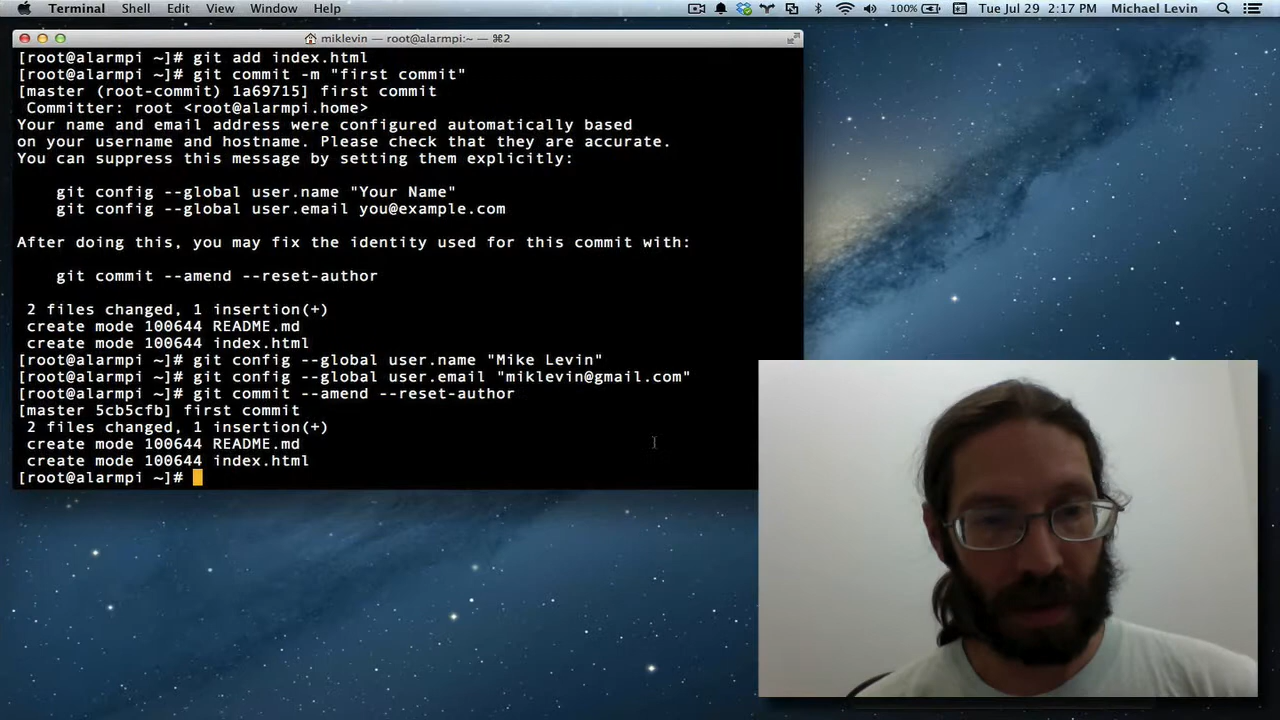 Terminal Shell Edit View Window Help 100% Tue Jul 29 2:17 PM Michael Levin
miklevin — root@alarmpi:~ — ⌘2
[root@alarmpi ~]# git add index.html
[root@alarmpi ~]# git commit -m "first commit"
[master (root-commit) 1a69715] first commit
Committer: root <root@alarmpi.home>
Your name and email address were configured automatically based
on your username and hostname. Please check that they are accurate.
You can suppress this message by setting them explicitly:
git config --global user.name "Your Name"
git config --global user.email you@example.com
After doing this, you may fix the identity used for this commit with:
git commit --amend --reset-author
2 files changed, 1 insertion(+)
create mode 100644 README.md
create mode 100644 index.html
[root@alarmpi ~]# git config --global user.name "Mike Levin"
[root@alarmpi ~]# git config --global user.email "miklevin@gmail.com"
[root@alarmpi ~]# git commit --amend --reset-author
[master 5cb5cfb] first commit
2 files changed, 1 insertion(+)
create mode 100644 README.md
create mode 100644 index.html
[root@alarmpi ~]#